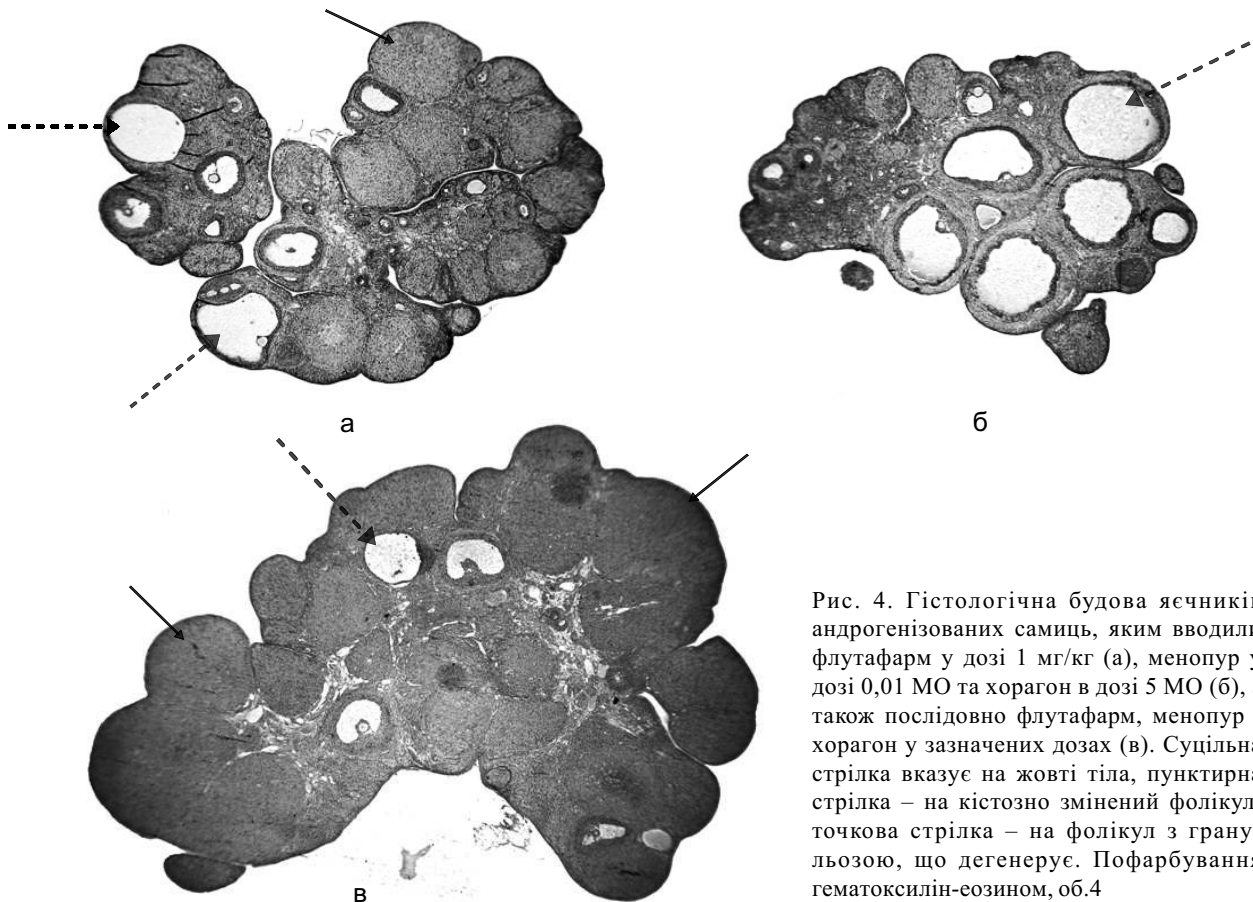 а
б
в
Рис. 4. Гістологічна будова яєчників
андрогенізованих самиць, яким вводили
флутафарм у дозі 1 мг/кг (а), менопур у
дозі 0,01 МО та хорагон в дозі 5 МО (б),
також послідовно флутафарм, менопур
хорагон у зазначених дозах (в). Суцільна
стрілка вказує на жовті тіла, пунктирна
стрілка – на кістозно змінений фолікул,
точкова стрілка – на фолікул з грану-
льозою, що дегенерує. Пофарбування
гематоксилін-еозином, об.4